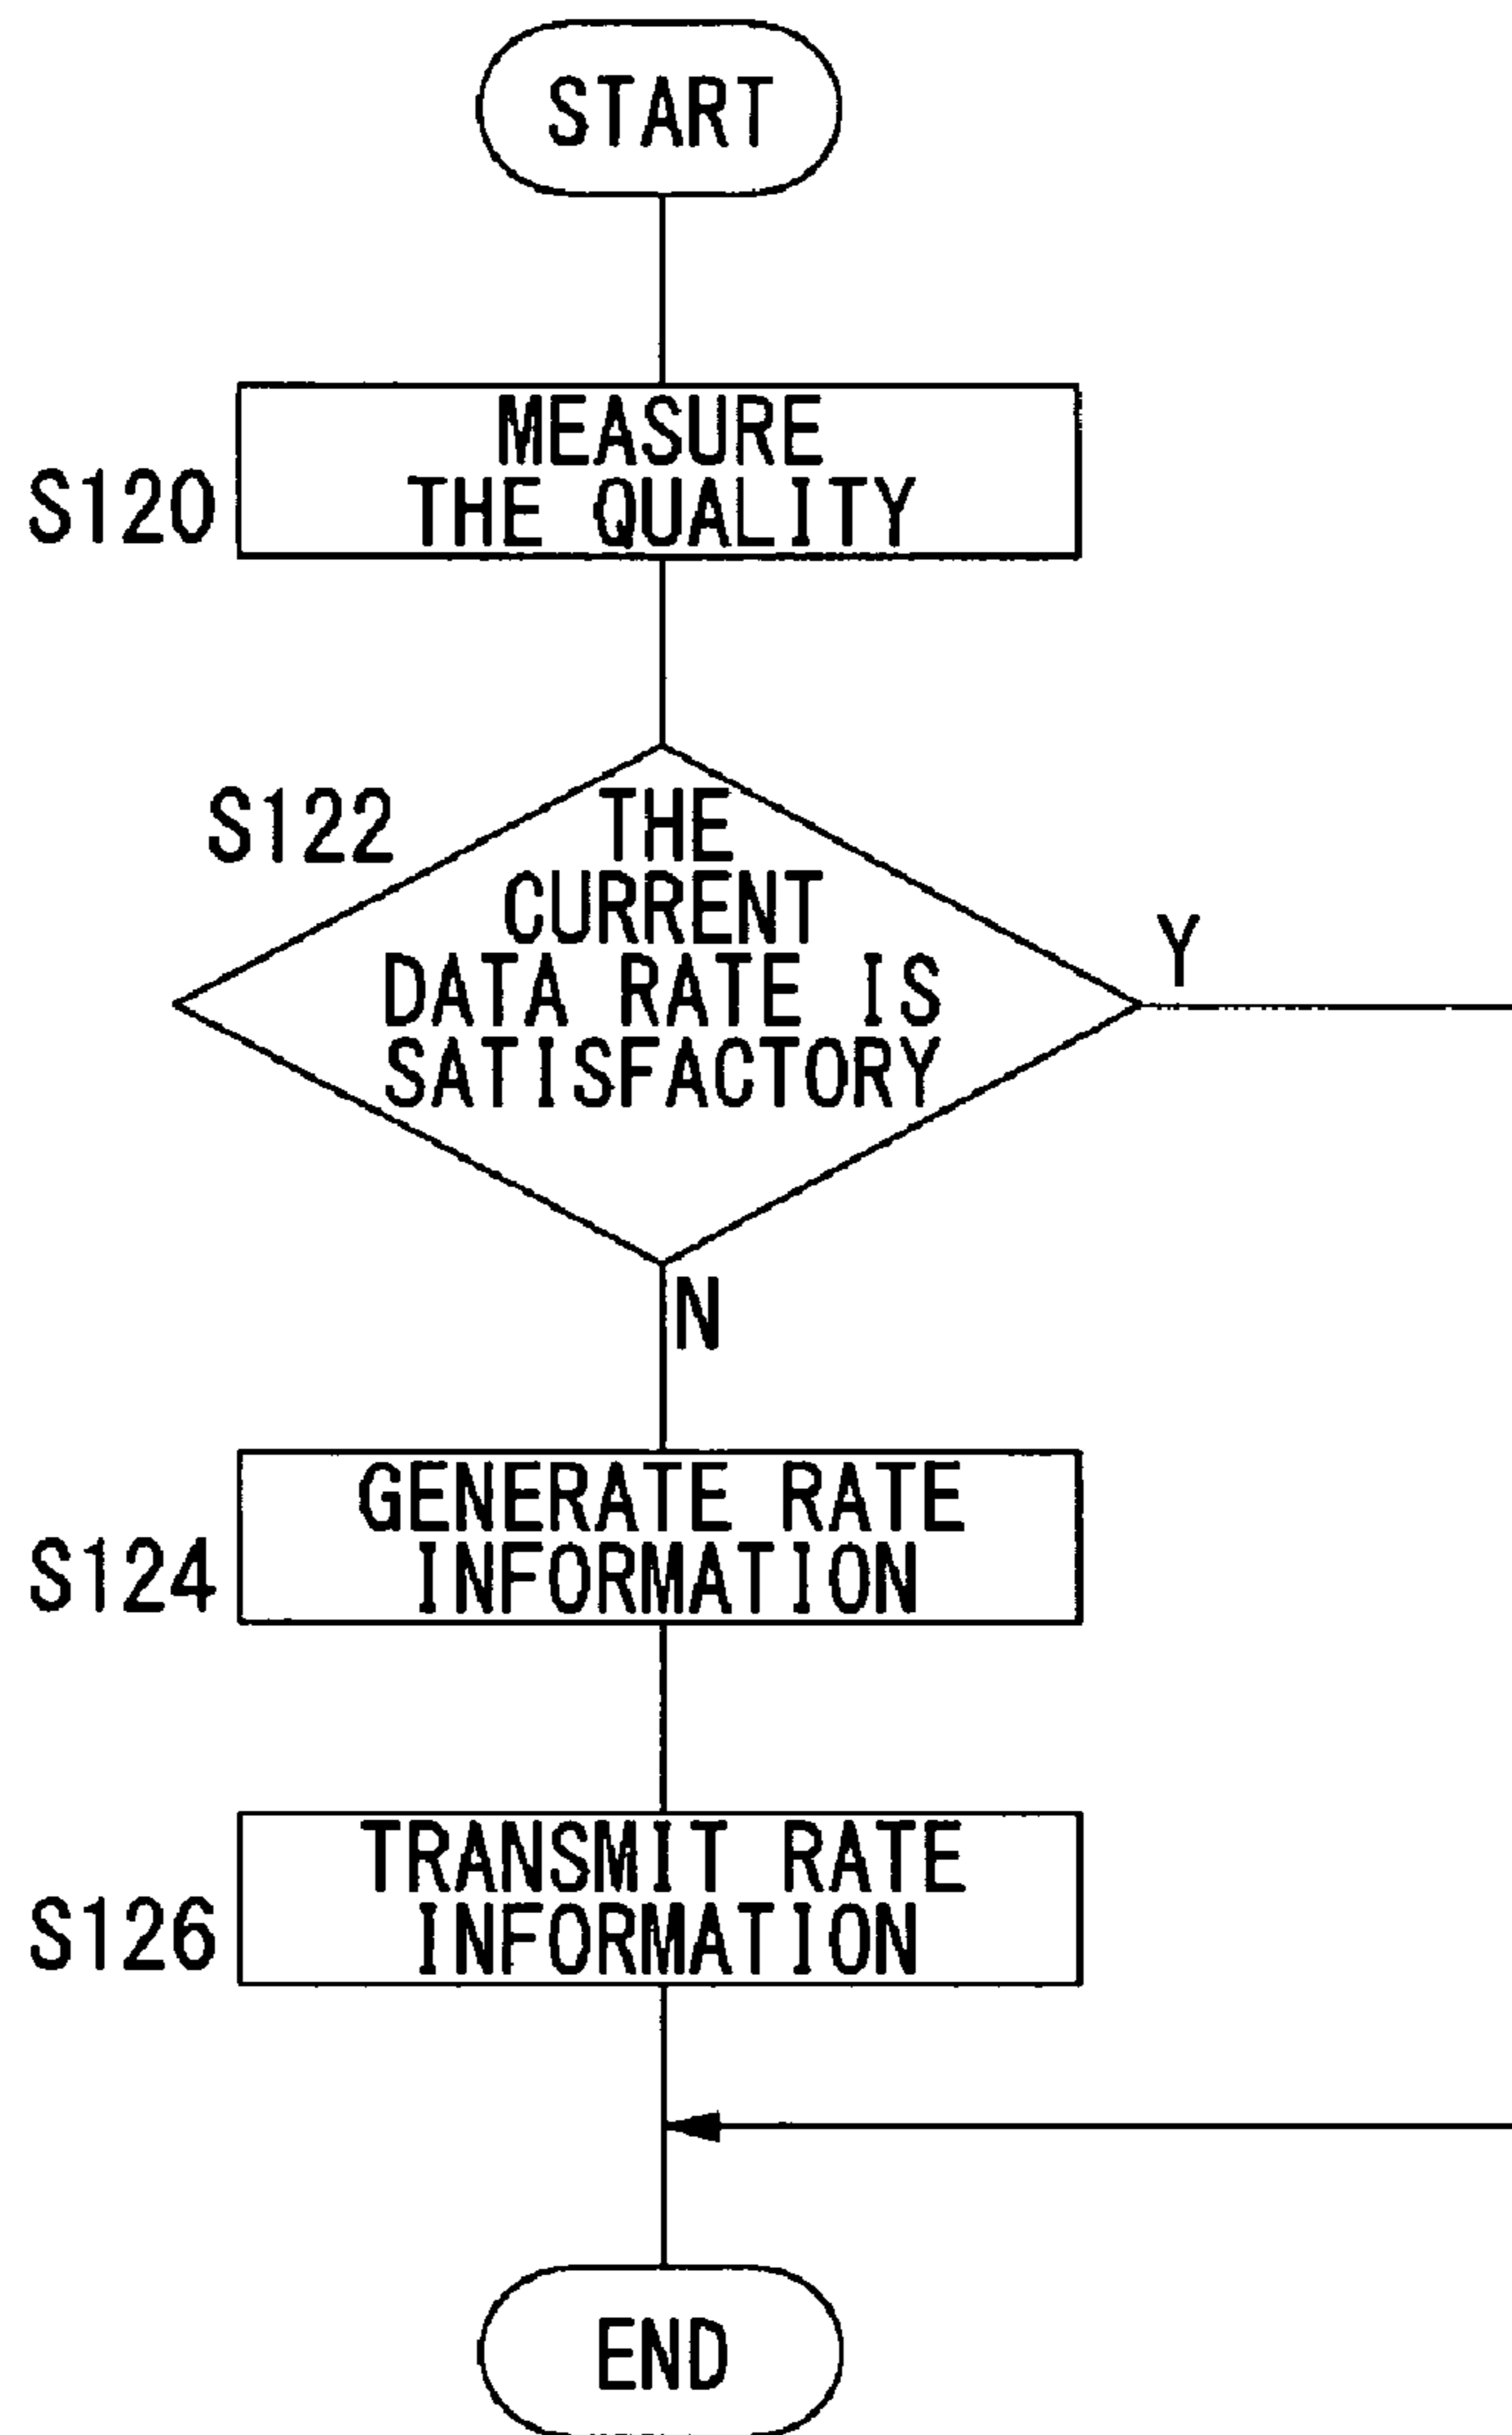 START
MEASURE
THE QUALITY
S120
S122
THE
CURRENT
DATA RATE IS
SATISFACTORY
Y
N
GENERATE RATE
INFORMATION
S124
TRANSMIT RATE
INFORMATION
S126
END